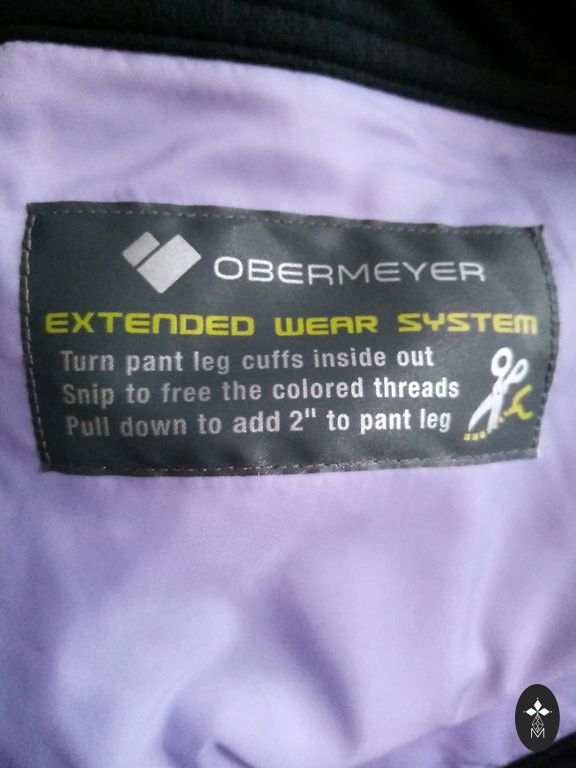 OBERMEYER
EXTENDED WEAR SYSTEM
Turn pant leg cuffs inside out
Snip to free the colored threads
Pull down to add 2" to pant leg
M